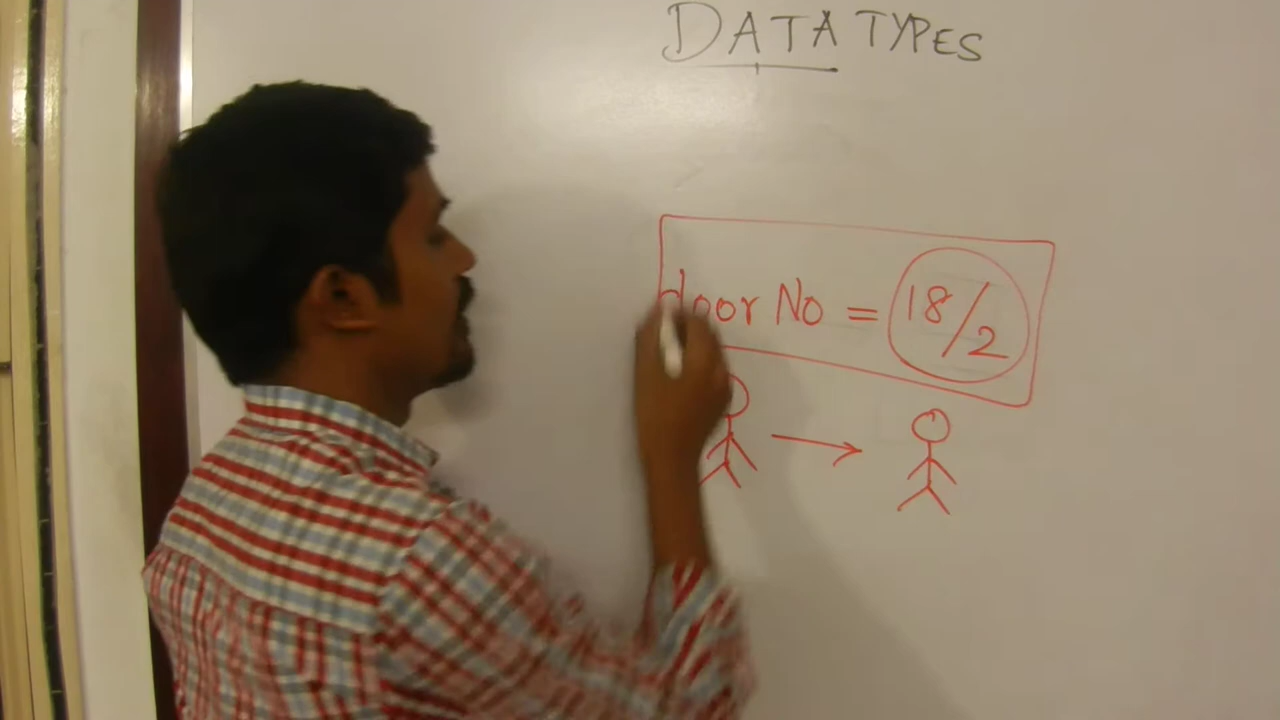 DATA TYPES
door No = 18/2